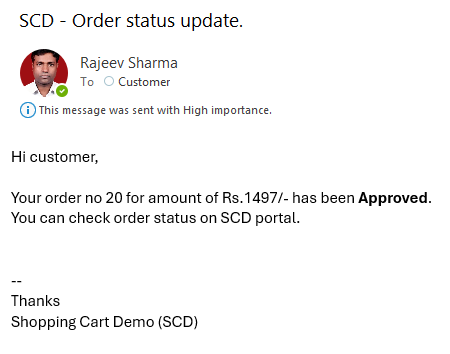 SCD - Order status update.
Rajeev Sharma
To Customer
This message was sent with High importance.
Hi customer,
Your order no 20 for amount of Rs.1497/- has been Approved.
You can check order status on SCD portal.
--
Thanks
Shopping Cart Demo (SCD)